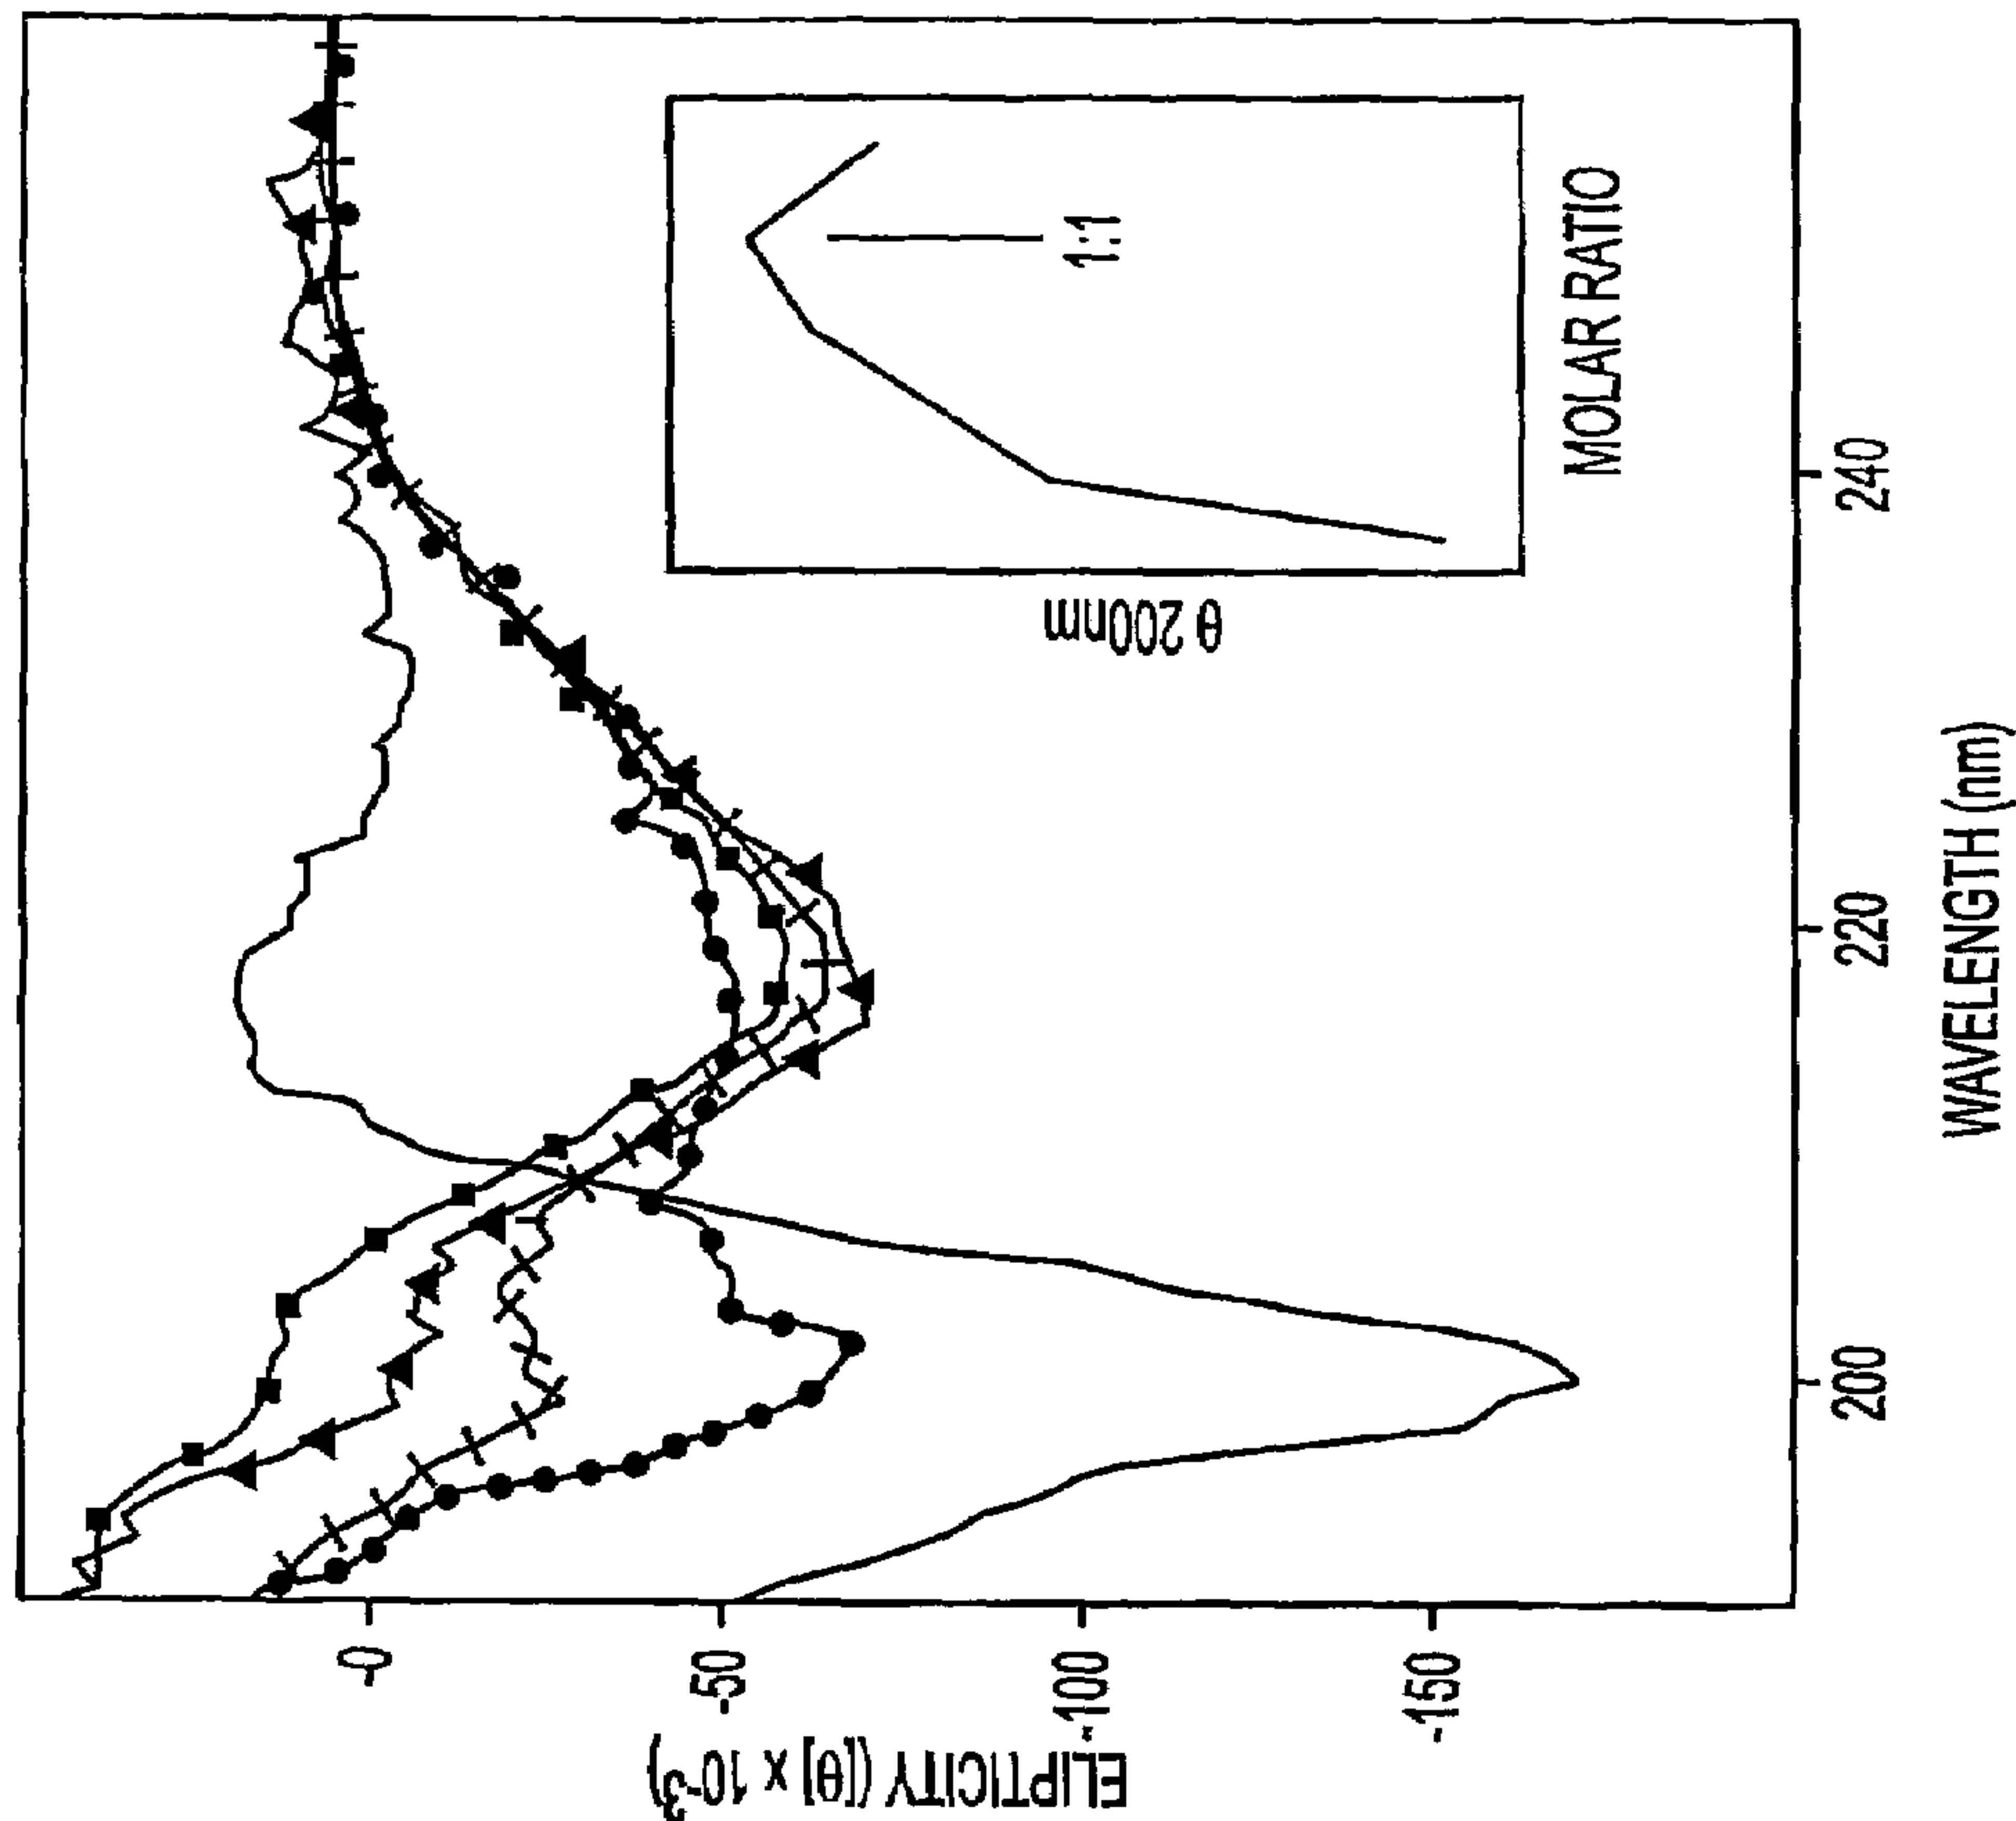 ELIPTICITY ([θ] x 10⁻³)
-0
-50
-100
-150
θ 200nm
1:1
MOLAR RATIO
200
220
240
WAVELENGTH (nm)